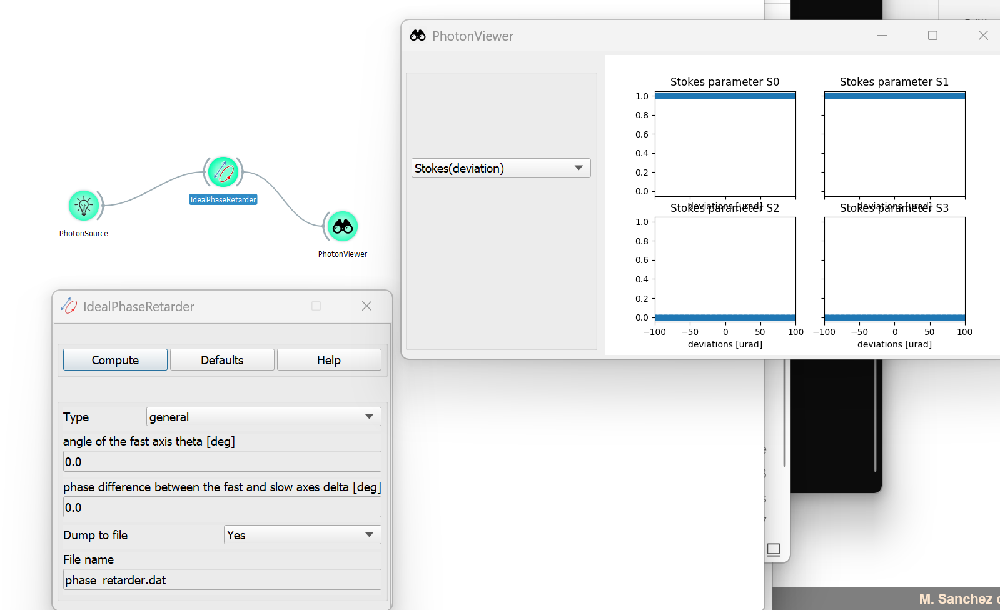 PhotonViewer
Stokes parameter S0
Stokes parameter S1
1.0
0.8
0.6
0.4
0.2
0.0
deviations [urad]
deviations [urad]
Stokes(deviation)
Stokes parameter S2
Stokes parameter S3
1.0
0.8
0.6
0.4
0.2
0.0
−100 −50 0 50 100
−100 −50 0 50 100
deviations [urad]
deviations [urad]
IdealPhaseRetarder
PhotonSource
PhotonViewer
IdealPhaseRetarder
Compute Defaults Help
Type general
angle of the fast axis theta [deg]
0.0
phase difference between the fast and slow axes delta [deg]
0.0
Dump to file Yes
File name
phase_retarder.dat
M. Sanchez